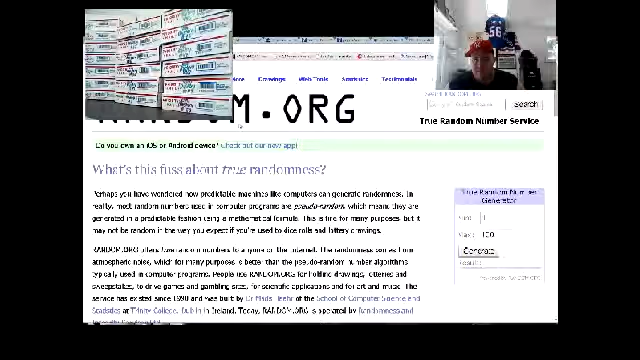 Drawings Web Tools Statistics Testimonials
RANDOM.ORG
Search
True Random Number Service
56
Do you own an iOS or Android device? Check out our new app!
What's this fuss about true randomness?
Perhaps you have wondered how predictable machines like computers can generate randomness. In
reality, most random numbers used in computer programs are pseudo-random, which means they are
generated in a predictable fashion using a mathematical formula. This is fine for many purposes, but it
may not be random in the way you expect if you're used to dice rolls and lottery drawings.
RANDOM.ORG offers true random numbers to anyone on the Internet. The randomness comes from
atmospheric noise, which for many purposes is better than the pseudo-random number algorithms
typically used in computer programs. People use RANDOM.ORG for holding drawings, lotteries and
sweepstakes, to drive games and gambling sites, for scientific applications and for art and music. The
service has existed since 1998 and was built by Dr Mads Haahr of the School of Computer Science and
Statistics at Trinity College, Dublin in Ireland. Today, RANDOM.ORG is operated by Randomness and
True Random Number
Generator
Min: 1
Max: 100
Generate
Result:
Powered by RANDOM.ORG